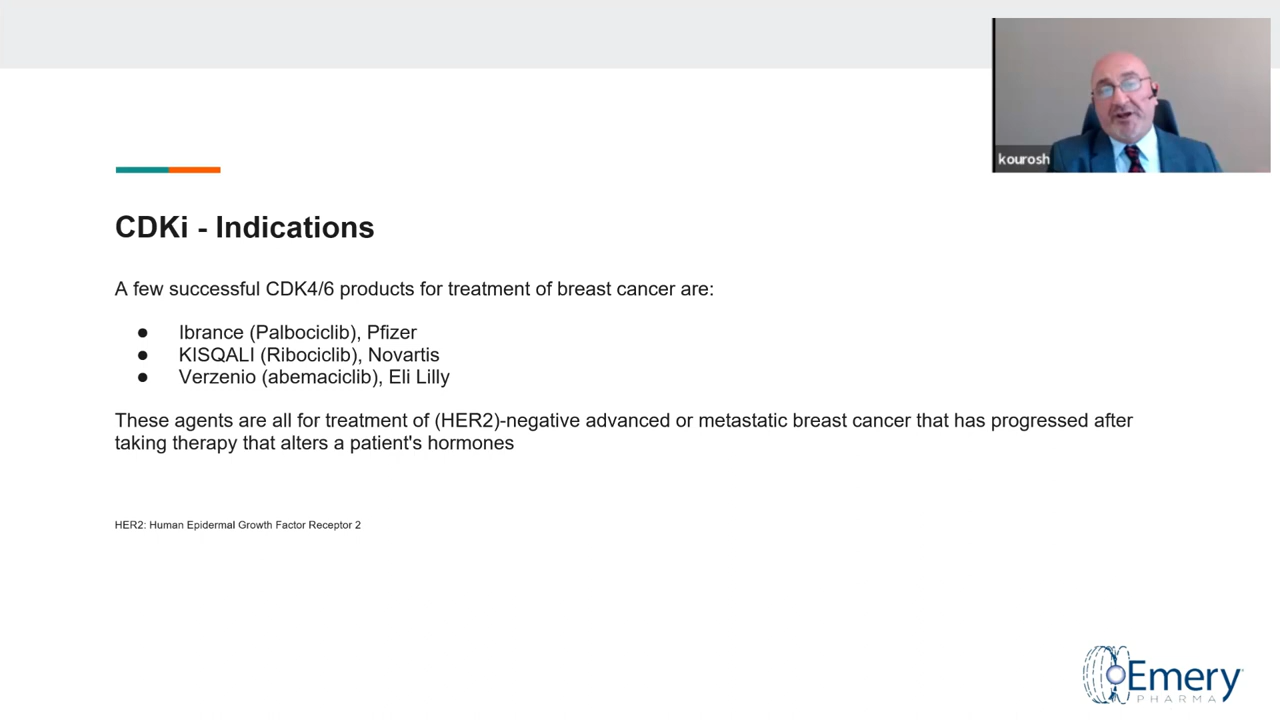 kourosh
CDKi - Indications
A few successful CDK4/6 products for treatment of breast cancer are:
● Ibrance (Palbociclib), Pfizer
● KISQALI (Ribociclib), Novartis
● Verzenio (abemaciclib), Eli Lilly
These agents are all for treatment of (HER2)-negative advanced or metastatic breast cancer that has progressed after
taking therapy that alters a patient's hormones
HER2: Human Epidermal Growth Factor Receptor 2
Emery
PHARMA